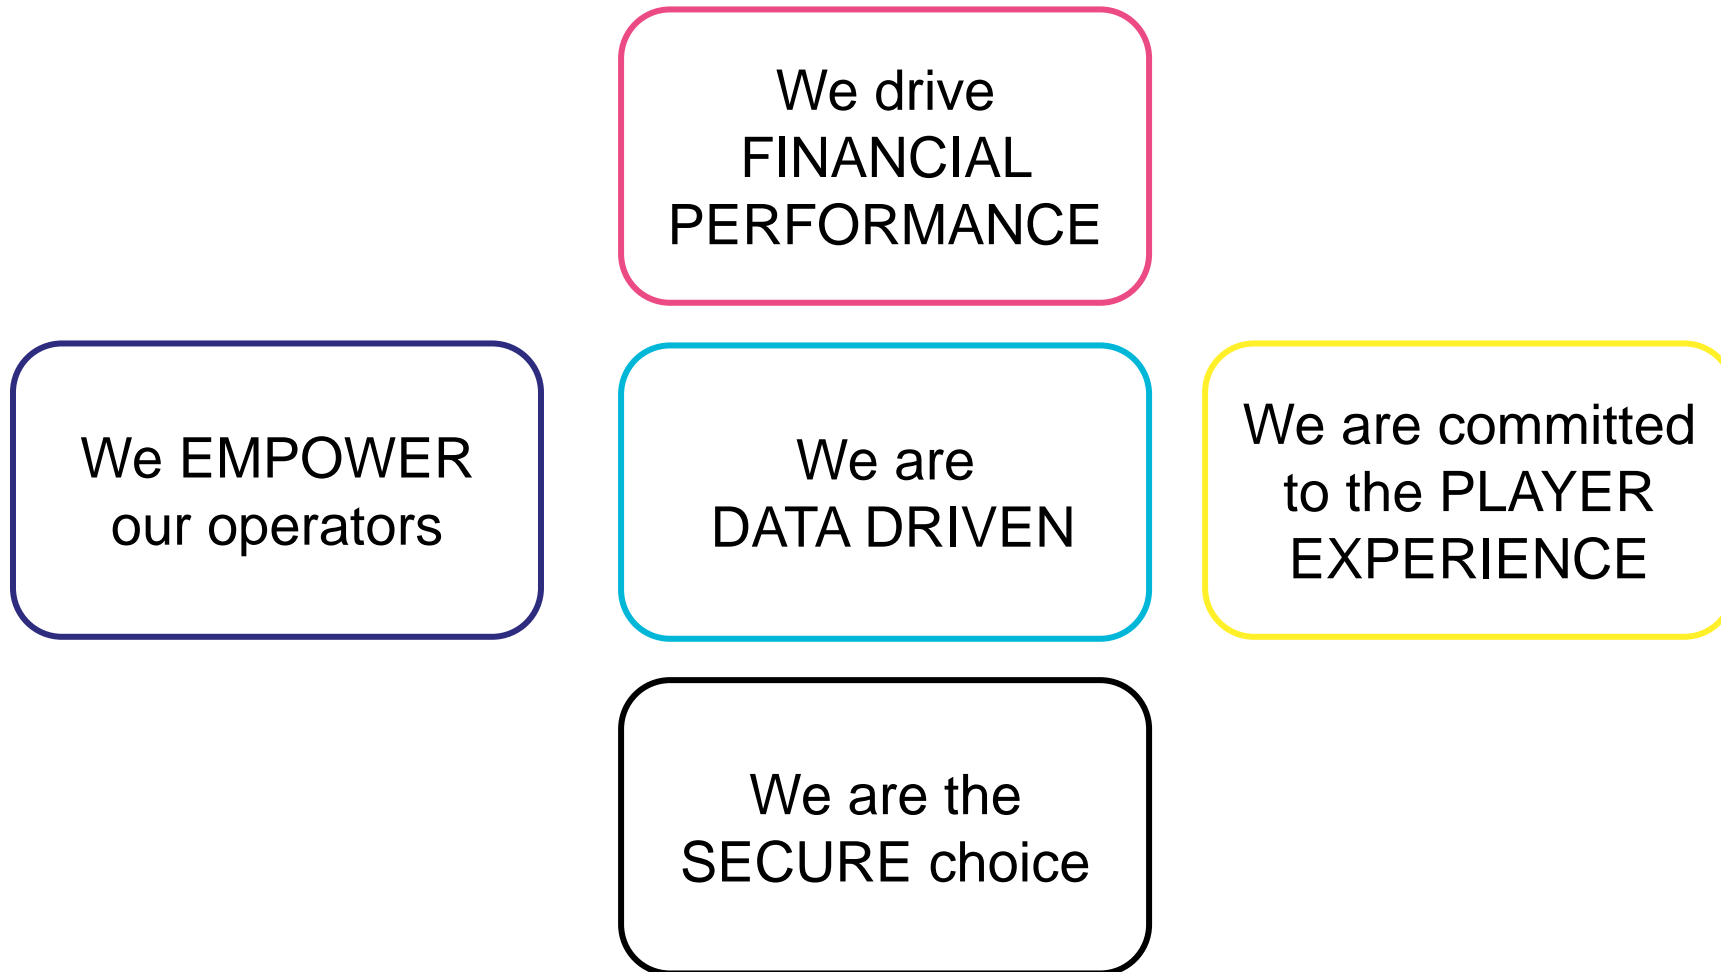 We drive
FINANCIAL
PERFORMANCE
We EMPOWER
our operators
We are
DATA DRIVEN
We are committed
to the PLAYER
EXPERIENCE
We are the
SECURE choice